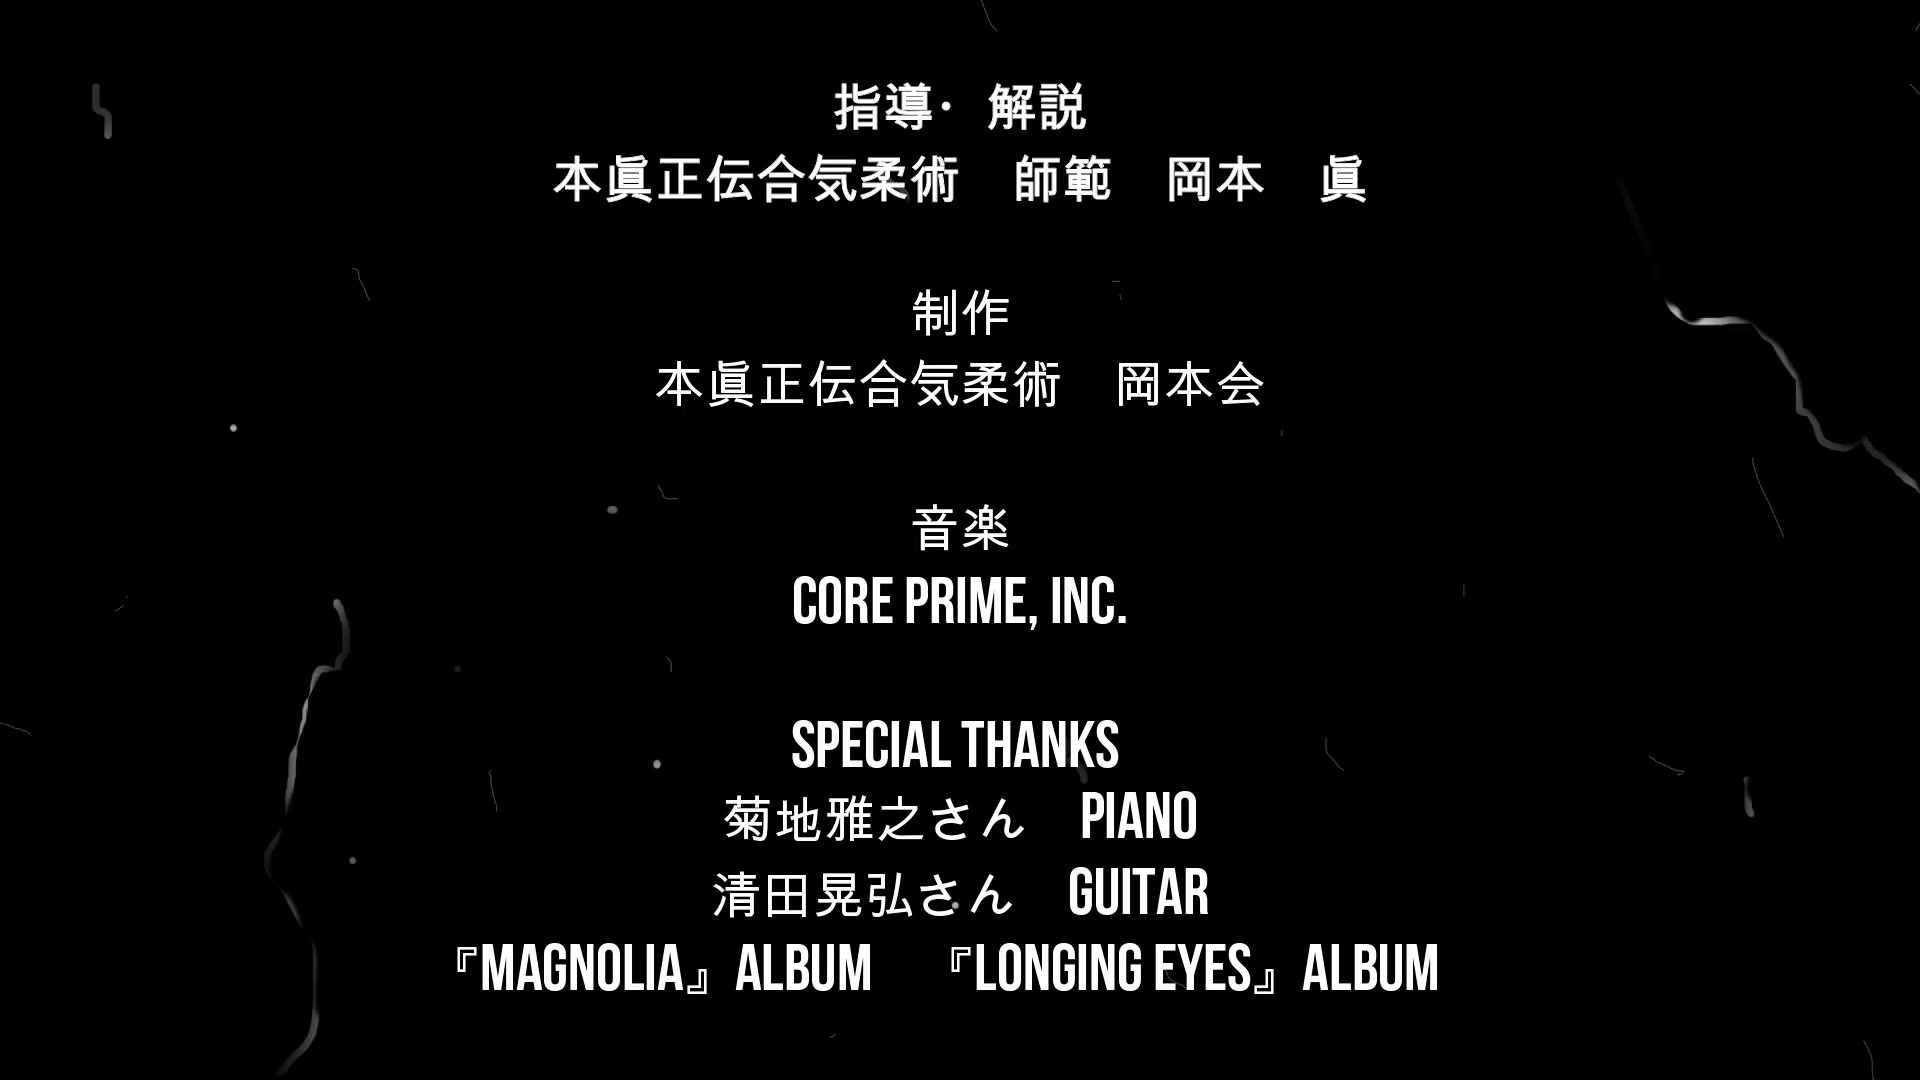 指導・ 解説
本眞正伝合気柔術　師範　岡本　眞
制作
本眞正伝合気柔術　岡本会
音楽
CORE PRIME, INC.
SPECIAL THANKS
菊地雅之さん　PIANO
清田晃弘さん　GUITAR
『MAGNOLIA』ALBUM　『LONGING EYES』ALBUM